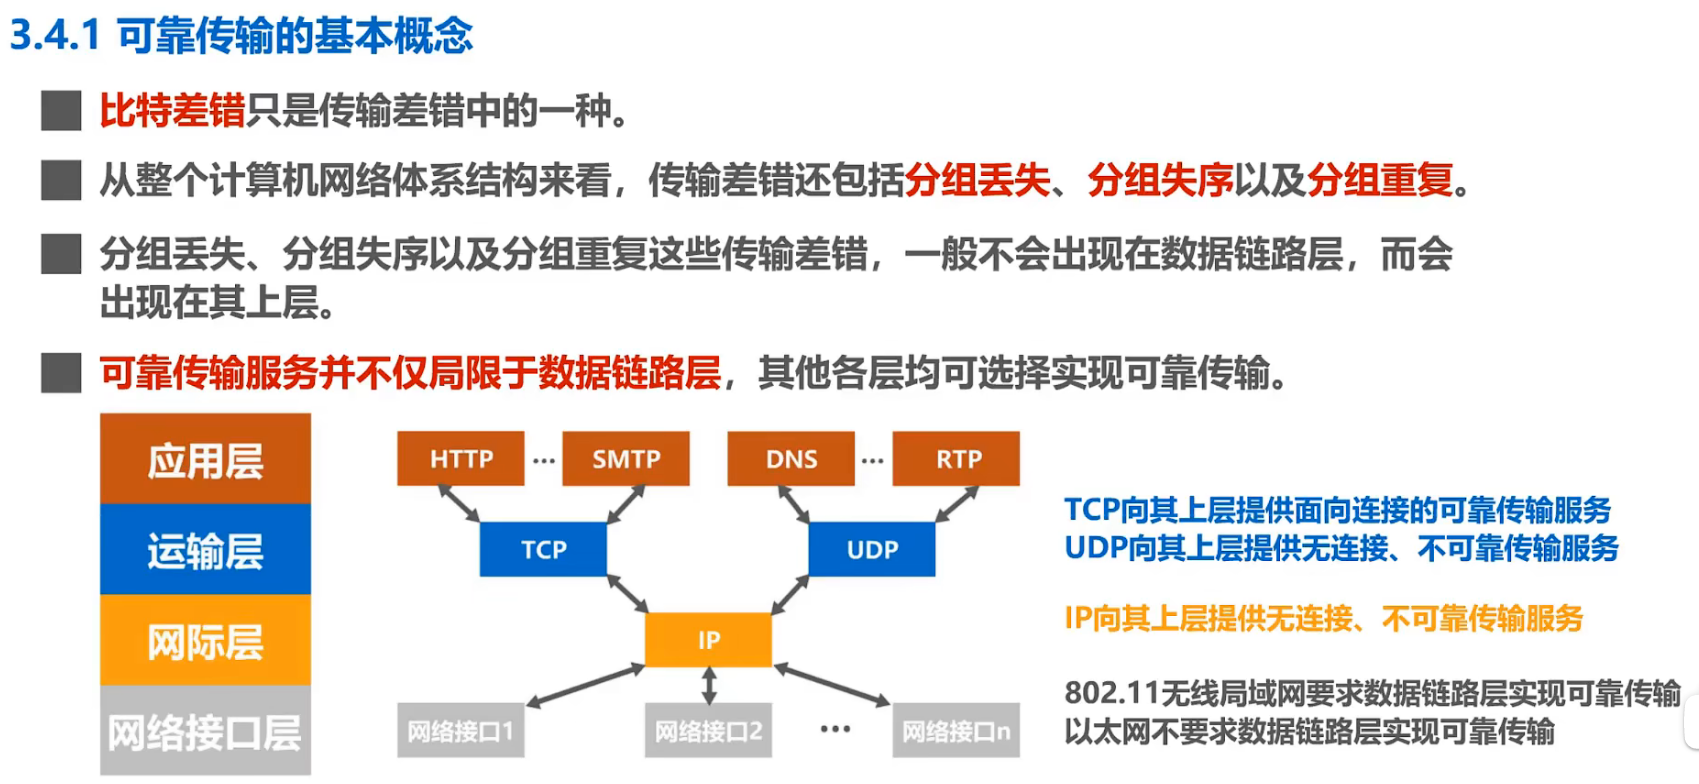 3.4.1 可靠传输的基本概念
比特差错只是传输差错中的一种。
从整个计算机网络体系结构来看，传输差错还包括分组丢失、分组失序以及分组重复。
分组丢失、分组失序以及分组重复这些传输差错，一般不会出现在数据链路层，而会
出现在其上层。
可靠传输服务并不仅局限于数据链路层，其他各层均可选择实现可靠传输。
应用层
HTTP ... SMTP DNS ... RTP
运输层
TCP UDP
TCP向其上层提供面向连接的可靠传输服务
UDP向其上层提供无连接、不可靠传输服务
网际层
IP
IP向其上层提供无连接、不可靠传输服务
网络接口层
网络接口1 网络接口2 ... 网络接口n
802.11无线局域网要求数据链路层实现可靠传输
以太网不要求数据链路层实现可靠传输